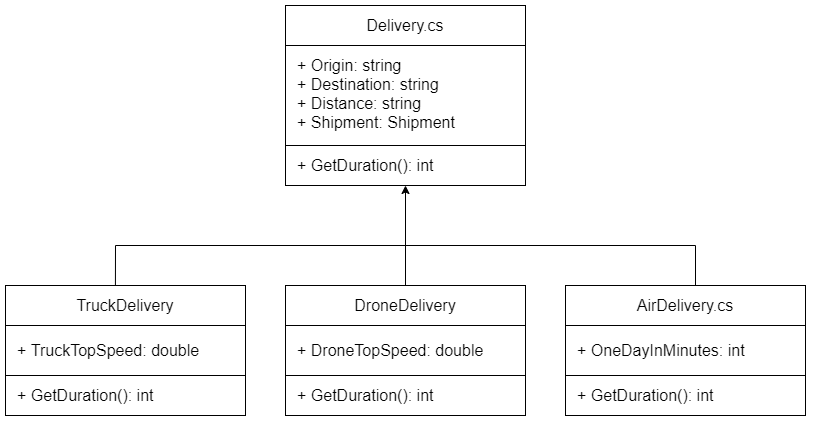 Delivery.cs
+ Origin: string
+ Destination: string
+ Distance: string
+ Shipment: Shipment
+ GetDuration(): int
TruckDelivery
+ TruckTopSpeed: double
+ GetDuration(): int
DroneDelivery
+ DroneTopSpeed: double
+ GetDuration(): int
AirDelivery.cs
+ OneDayInMinutes: int
+ GetDuration(): int